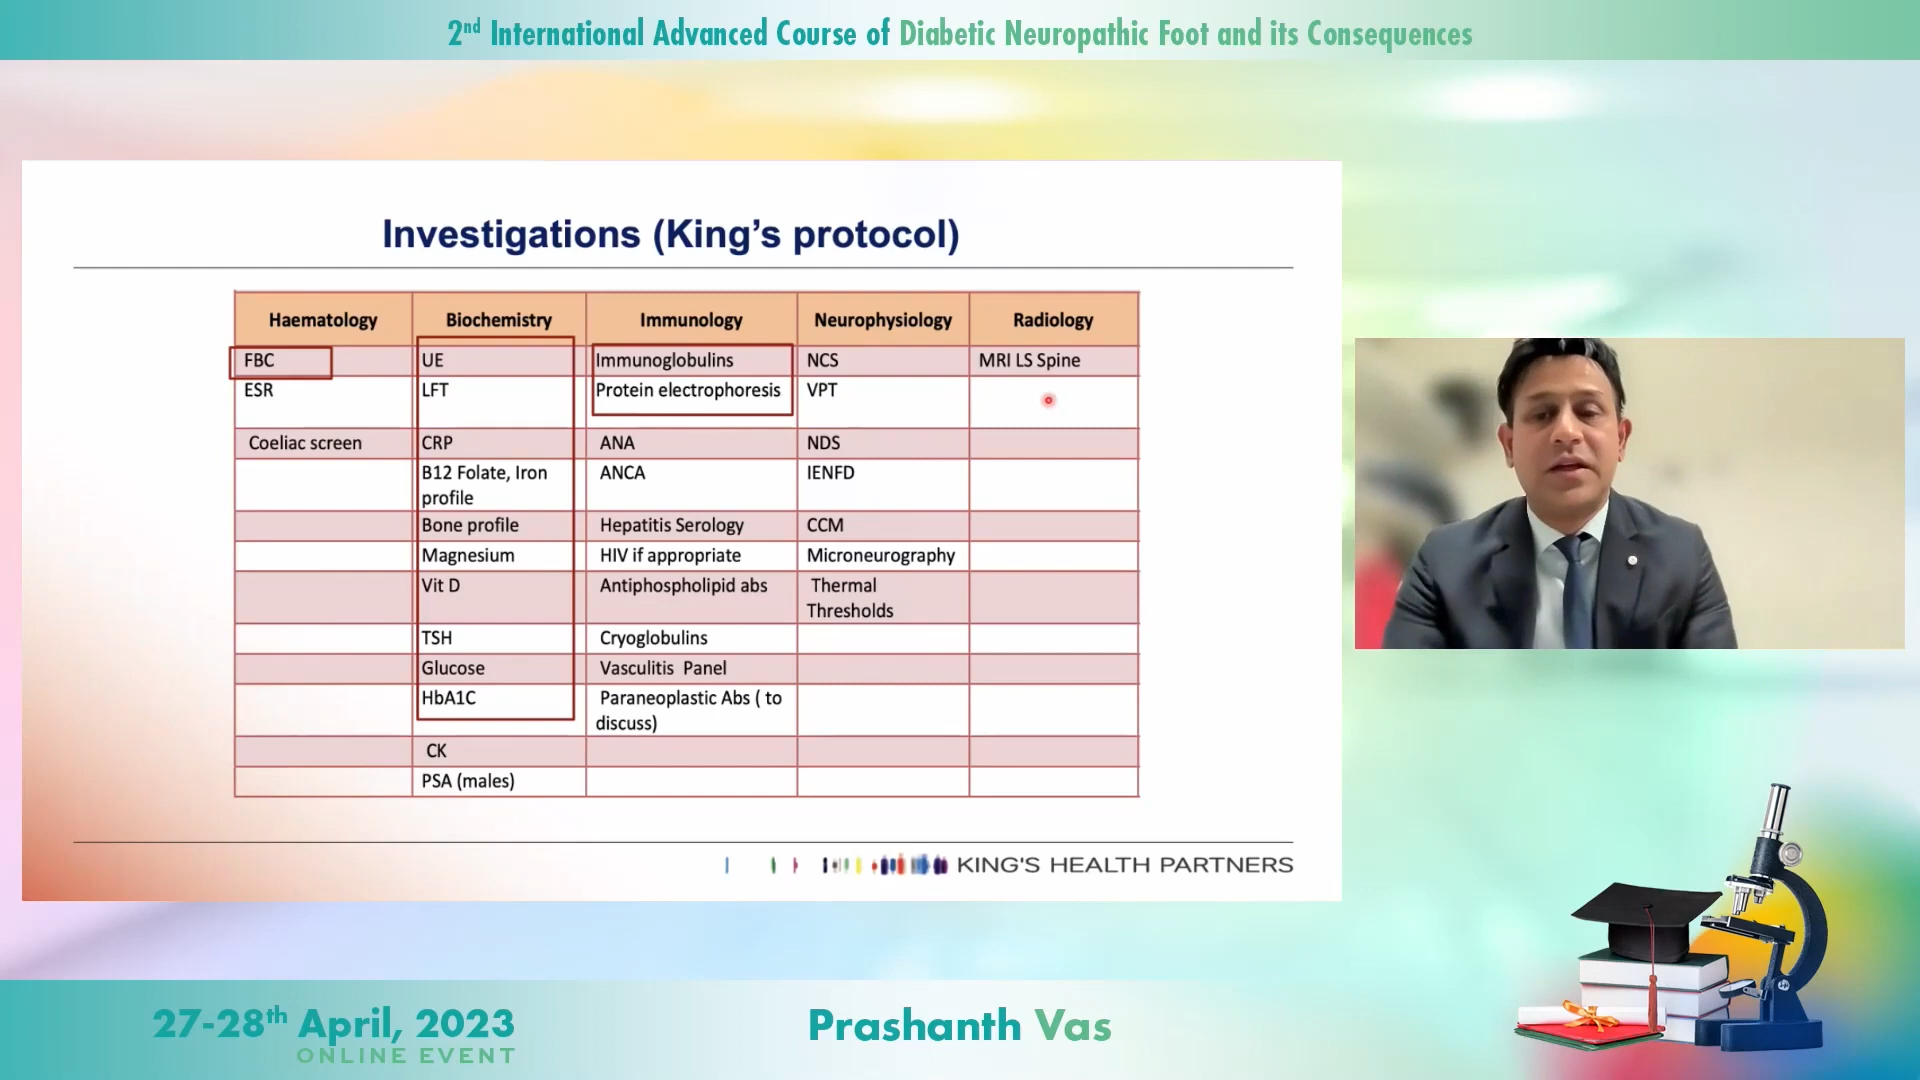 2nd International Advanced Course of Diabetic Neuropathic Foot and its Consequences
Investigations (King's protocol)
Haematology Biochemistry Immunology Neurophysiology Radiology
FBC UE Immunoglobulins NCS MRI LS Spine
ESR LFT Protein electrophoresis VPT
Coeliac screen CRP ANA NDS
B12 Folate, Iron profile ANCA IENFD
Bone profile Hepatitis Serology CCM
Magnesium HIV if appropriate Microneurography
Vit D Antiphospholipid abs Thermal Thresholds
TSH Cryoglobulins
Glucose Vasculitis Panel
HbA1C Paraneoplastic Abs ( to discuss)
CK
PSA (males)
KING'S HEALTH PARTNERS
27-28th April, 2023
ONLINE EVENT
Prashanth Vas